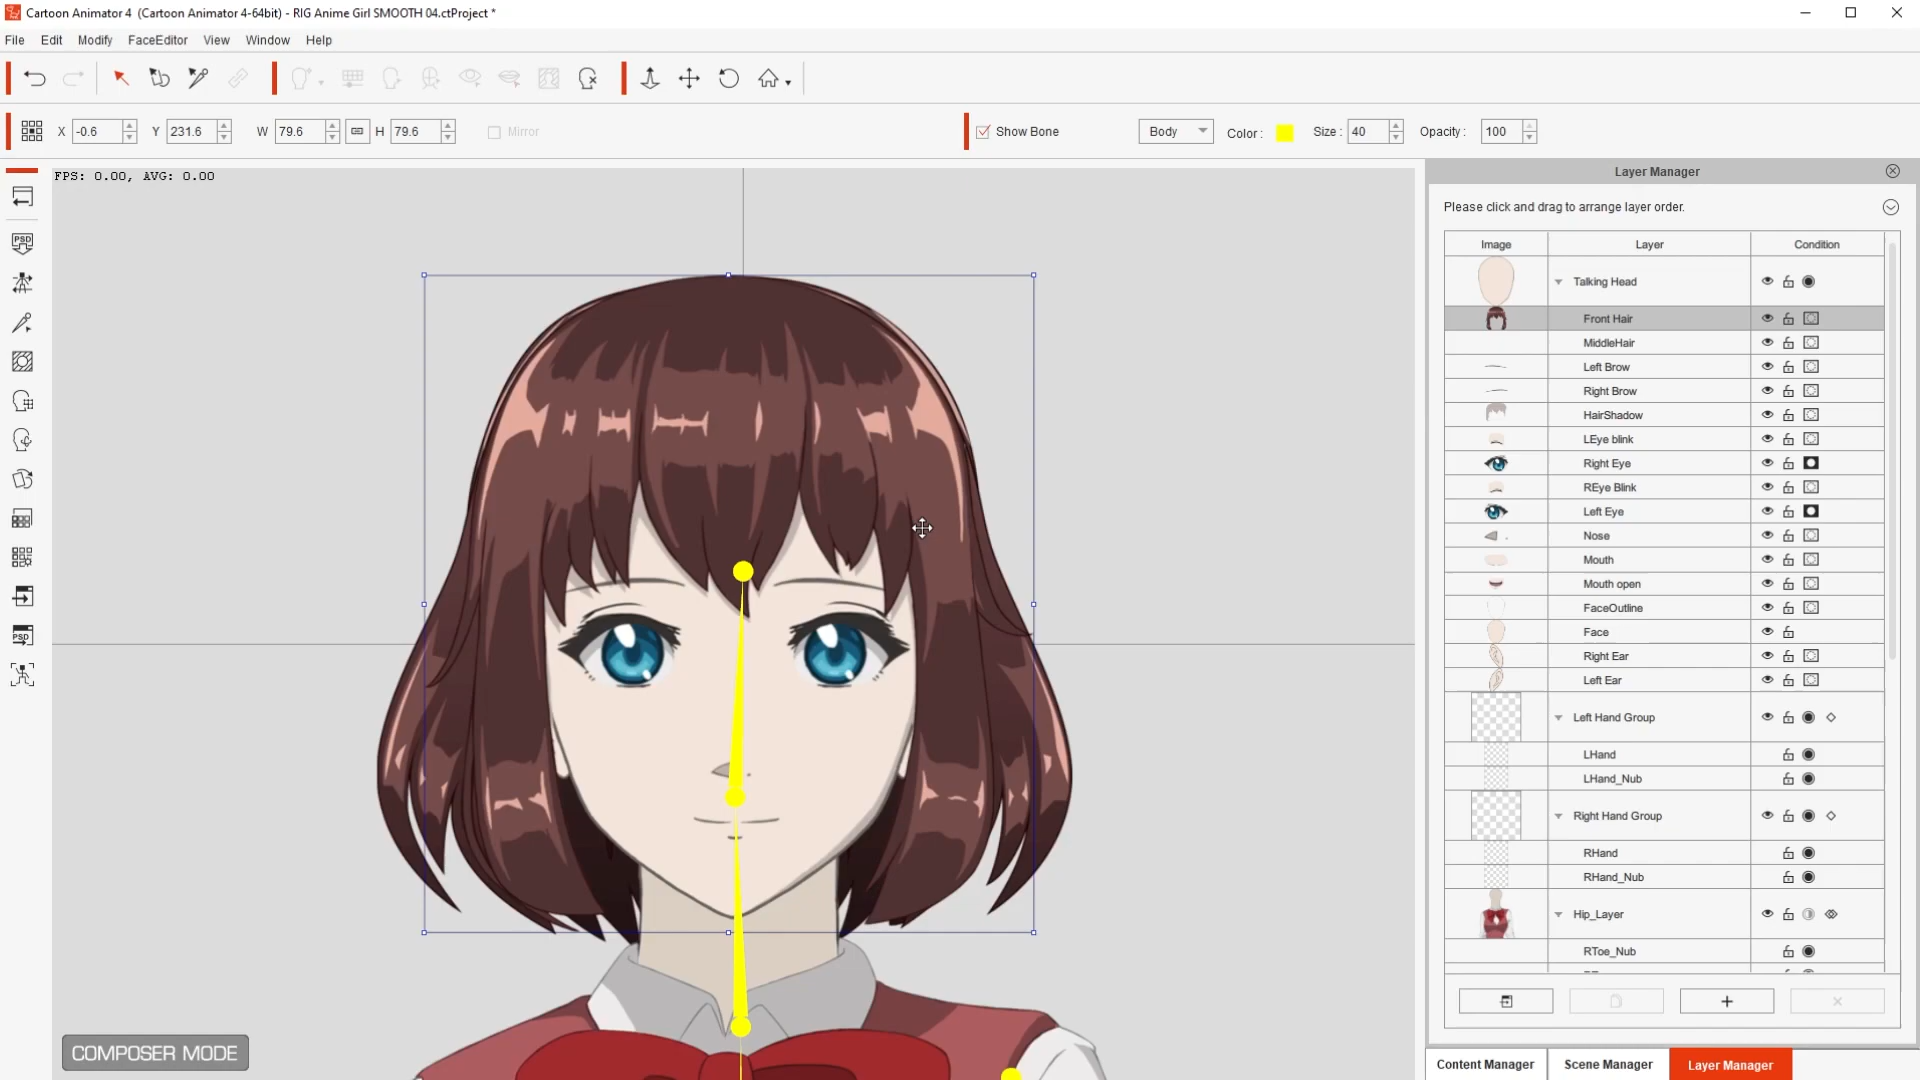 Cartoon Animator 4  (Cartoon Animator 4-64bit) - RIG Anime Girl SMOOTH 04.ctProject *
File Edit Modify FaceEditor View Window Help
X -0.6 Y 231.6 W 79.6 H 79.6 Mirror Show Bone Body Color : Size : 40 Opacity : 100
FPS: 0.00, AVG: 0.00
Layer Manager
Please click and drag to arrange layer order.
Image Layer Condition
Talking Head
Front Hair
MiddleHair
Left Brow
Right Brow
HairShadow
LEye blink
Right Eye
REye Blink
Left Eye
Nose
Mouth
Mouth open
FaceOutline
Face
Right Ear
Left Ear
Left Hand Group
LHand
LHand_Nub
Right Hand Group
RHand
RHand_Nub
Hip_Layer
RToe_Nub
PSD
PSD
COMPOSER MODE
Content Manager Scene Manager Layer Manager